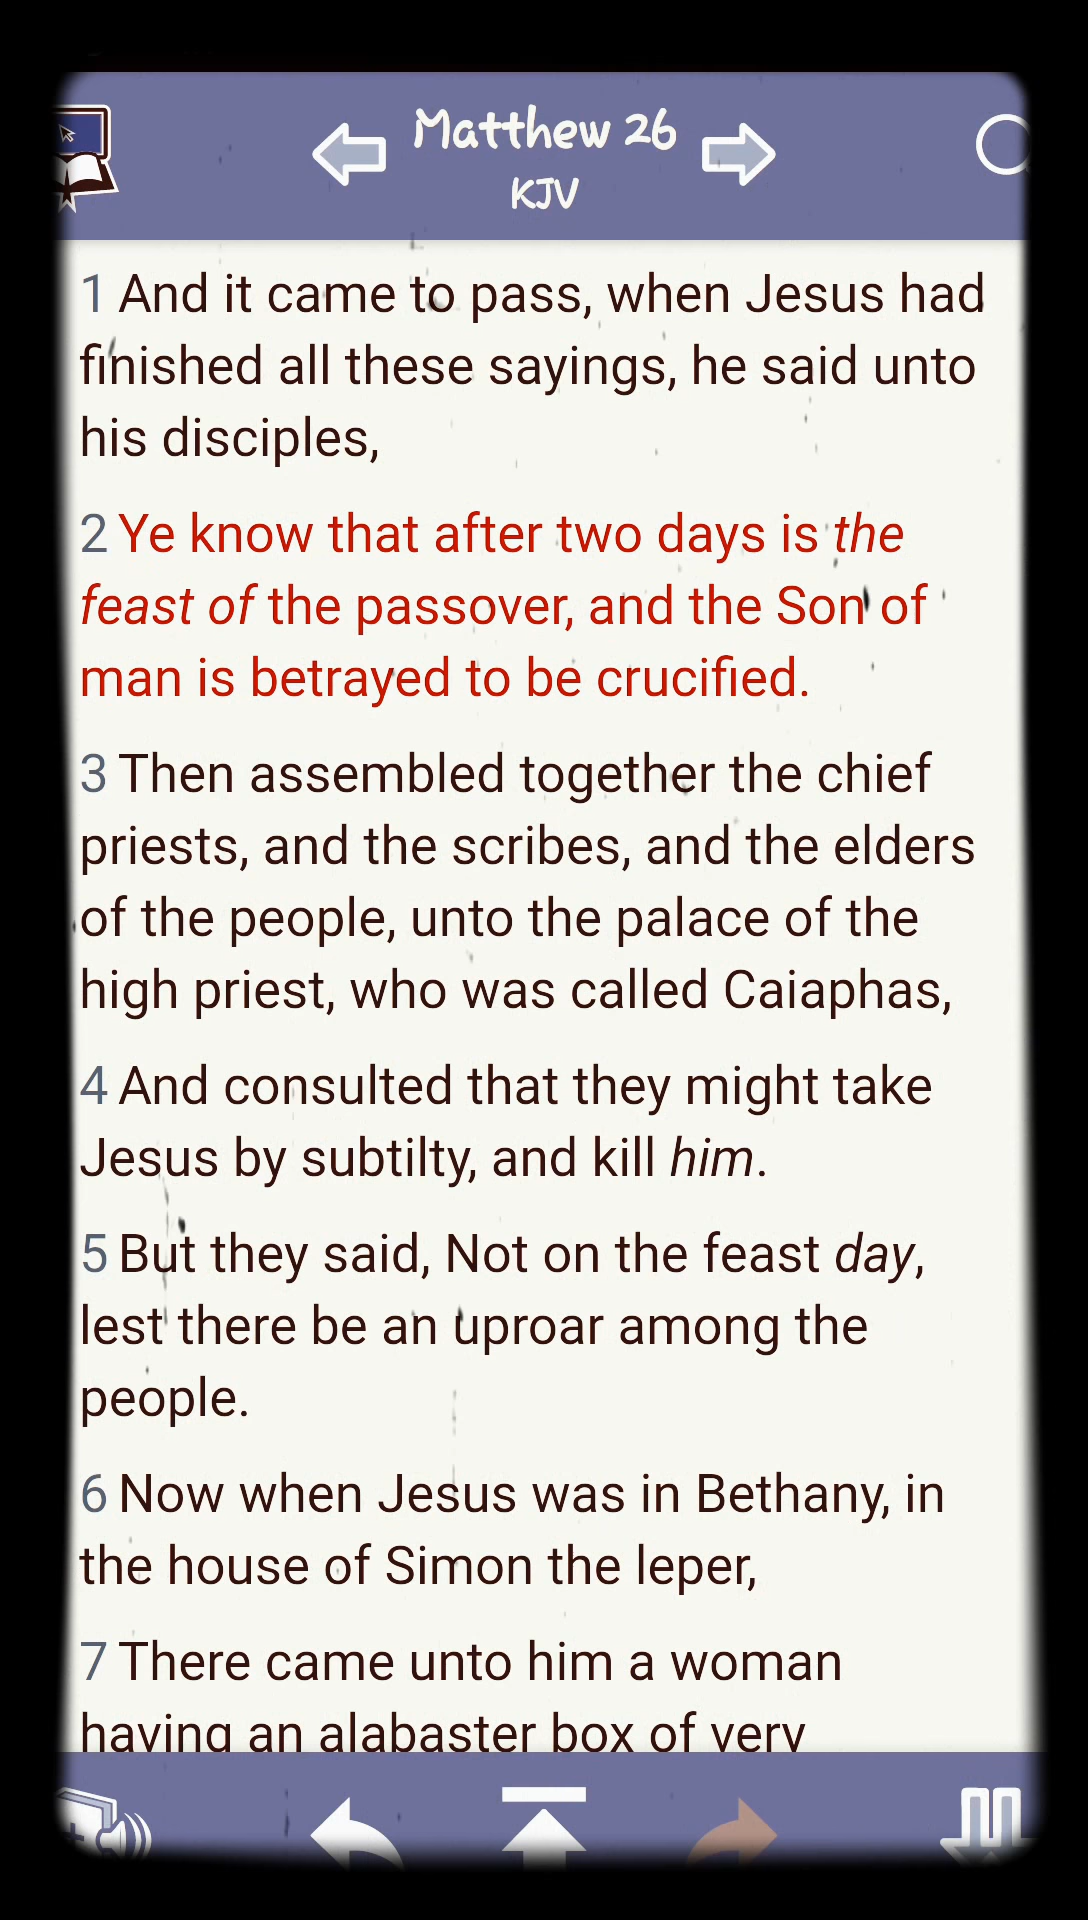 Matthew 26
KJV
1 And it came to pass, when Jesus had
finished all these sayings, he said unto
his disciples,
2 Ye know that after two days is the
feast of the passover, and the Son of
man is betrayed to be crucified.
3 Then assembled together the chief
priests, and the scribes, and the elders
of the people, unto the palace of the
high priest, who was called Caiaphas,
4 And consulted that they might take
Jesus by subtilty, and kill him.
5 But they said, Not on the feast day,
lest there be an uproar among the
people.
6 Now when Jesus was in Bethany, in
the house of Simon the leper,
7 There came unto him a woman
having an alabaster box of very